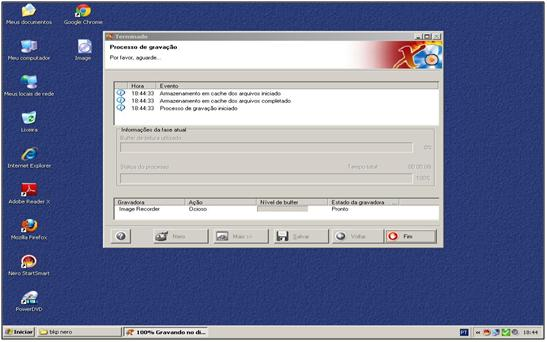 Meus documentos
Google Chrome
Meu computador
Image
Meus locais de rede
Lixeira
Internet Explorer
Adobe Reader X
Mozilla Firefox
Nero StartSmart
PowerDVD
Terminado
Processo de gravação
Por favor, aguarde...
Hora Evento
18:44:33 Armazenamento em cache dos arquivos iniciado
18:44:33 Armazenamento em cache dos arquivos completado
18:44:33 Processo de gravação iniciado
Informações da fase atual
Buffer de leitura utilizado
0%
Status do processo Tempo total: 00:00:00
100%
Gravadora Ação Nível de buffer Estado da gravadora ...
Image Recorder Ocioso Pronto
Nero Mais >> Salvar Voltar Fim
Iniciar bkp nero 100% Gravando no di... PT « 18:44